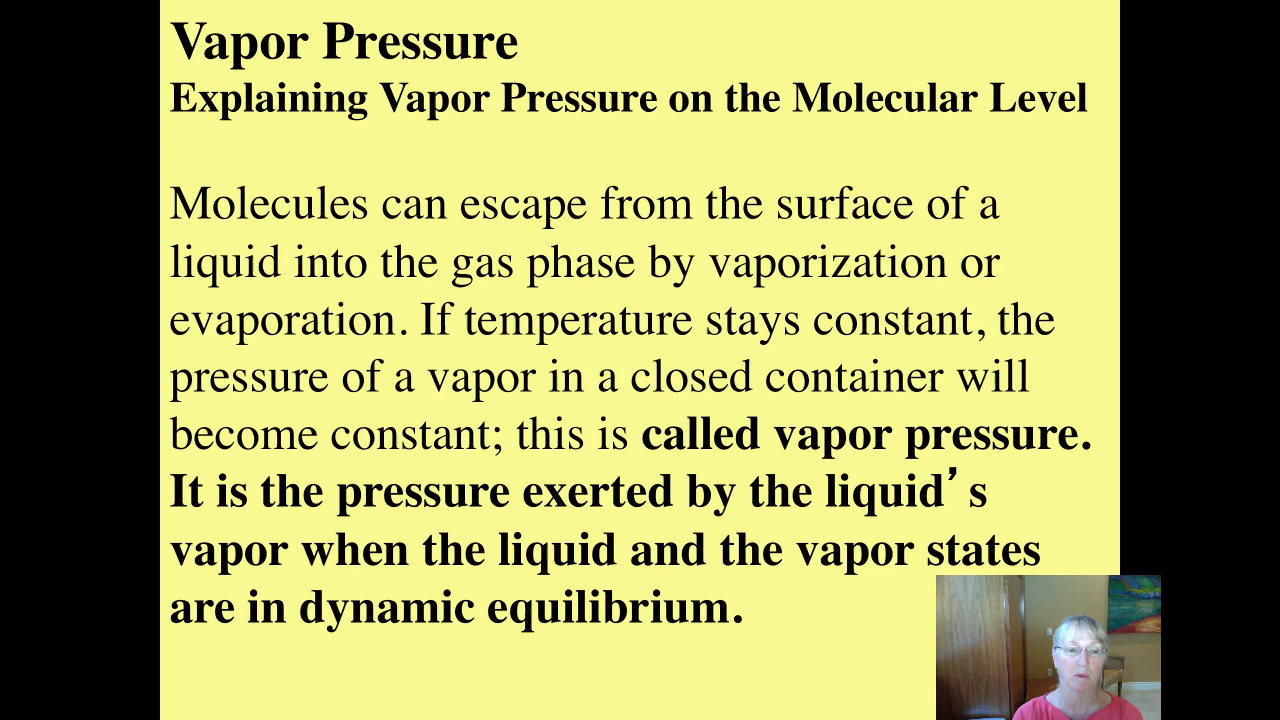 Vapor Pressure
Explaining Vapor Pressure on the Molecular Level
Molecules can escape from the surface of a
liquid into the gas phase by vaporization or
evaporation. If temperature stays constant, the
pressure of a vapor in a closed container will
become constant; this is called vapor pressure.
It is the pressure exerted by the liquid’s
vapor when the liquid and the vapor states
are in dynamic equilibrium.